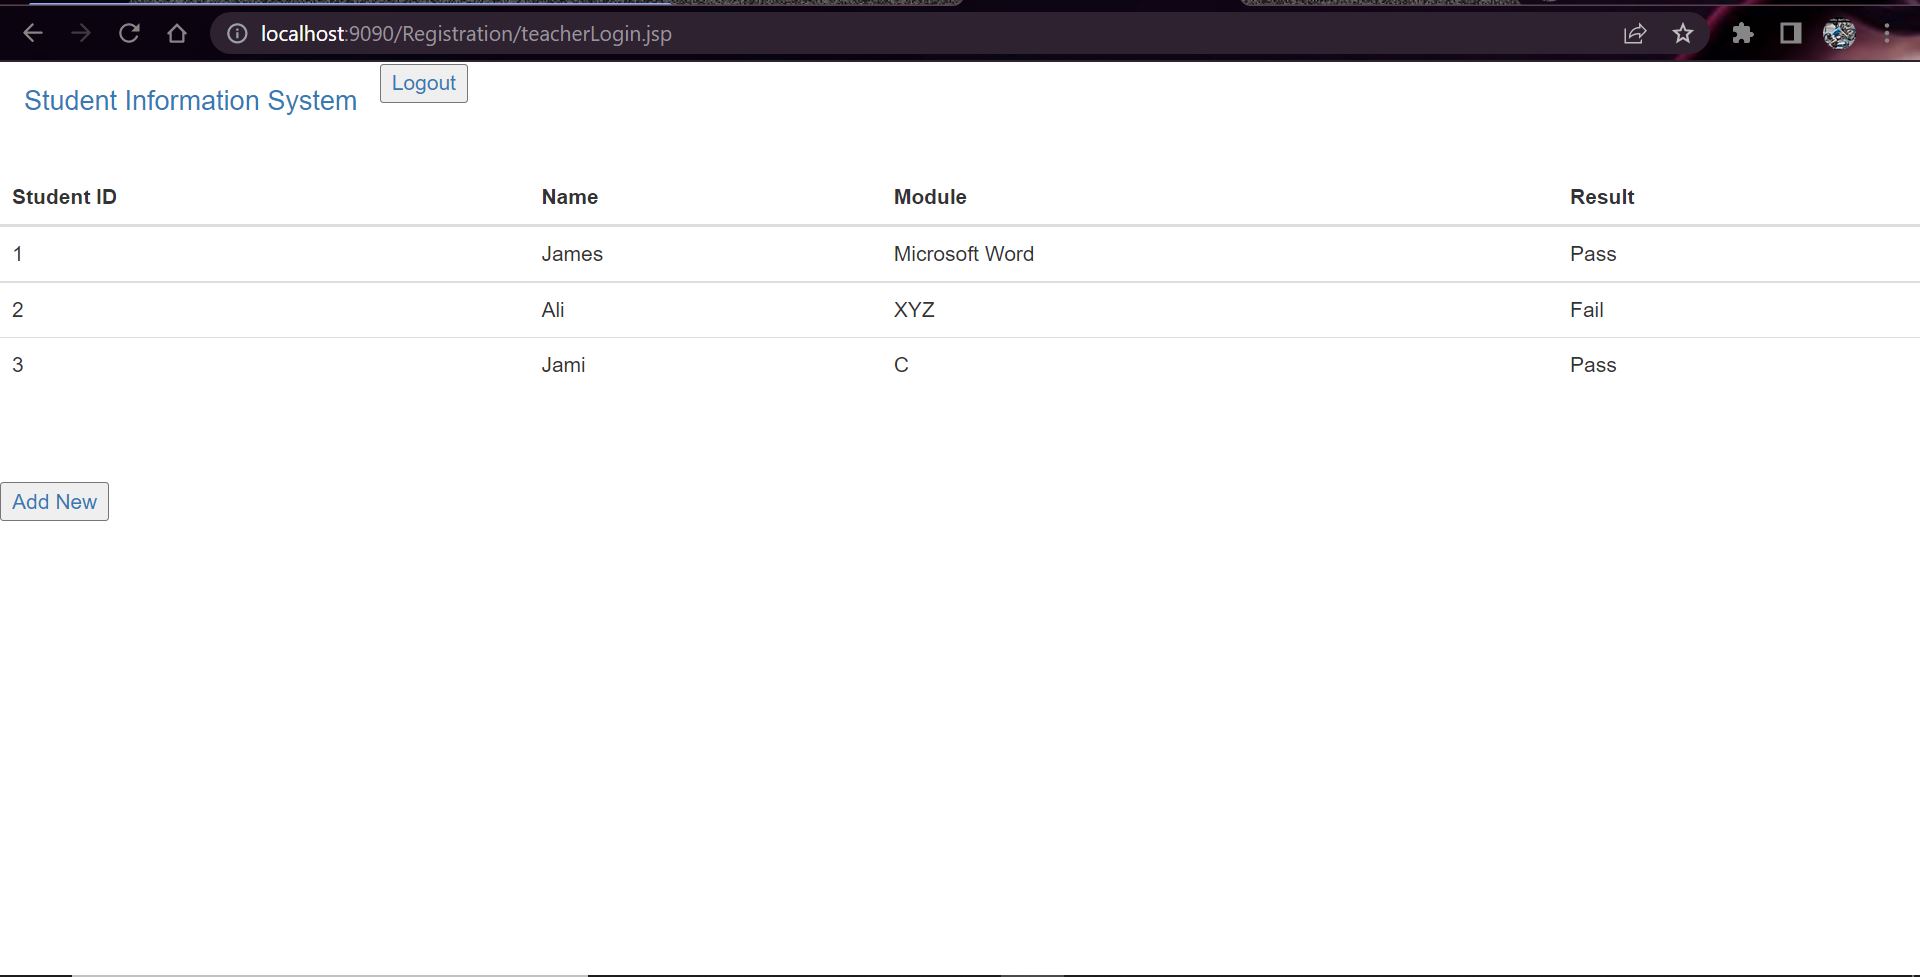 localhost:9090/Registration/teacherLogin.jsp
Student Information System Logout
Student ID Name Module Result
1 James Microsoft Word Pass
2 Ali XYZ Fail
3 Jami C Pass
Add New